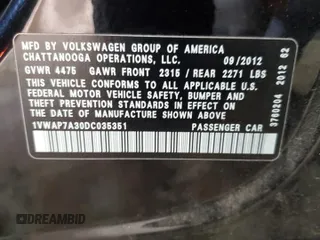 MFD BY VOLKSWAGEN GROUP OF AMERICA
CHATTANOOGA OPERATIONS, LLC. 09/2012
GVWR 4475 GAWR FRONT 2315 / REAR 2271 LBS
THIS VEHICLE CONFORMS TO ALL APPLICABLE U.S.
FEDERAL MOTOR VEHICLE SAFETY, BUMPER AND
THEFT PREVENTION STANDARDS IN EFFECT ON THE
DATE OF MANUFACTURE SHOWN ABOVE
1VWAP7A30DC035351 PASSENGER CAR
3760204 2012 62
DREAMBID